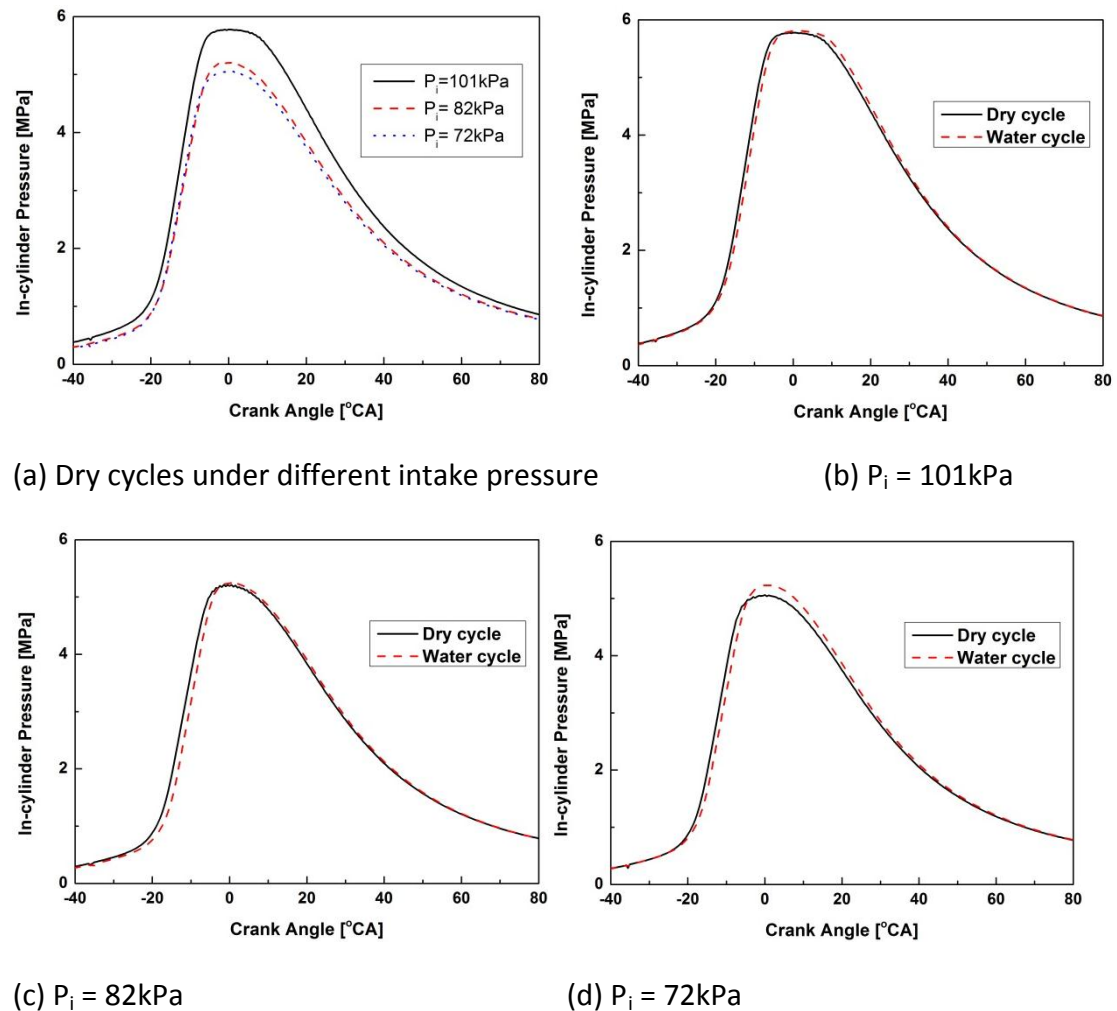 6
4
2
0
-40
-20
0
20
40
60
80
In-cylinder Pressure [MPa]
Crank Angle [°CA]
Pi=101kPa
Pi= 82kPa
Pi= 72kPa
6
4
2
0
-40
-20
0
20
40
60
80
In-cylinder Pressure [MPa]
Crank Angle [°CA]
Dry cycle
Water cycle
(a) Dry cycles under different intake pressure
(b) Pi = 101kPa
6
4
2
0
-40
-20
0
20
40
60
80
In-cylinder Pressure [MPa]
Crank Angle [°CA]
Dry cycle
Water cycle
6
4
2
0
-40
-20
0
20
40
60
80
In-cylinder Pressure [MPa]
Crank Angle [°CA]
Dry cycle
Water cycle
(c) Pi = 82kPa
(d) Pi = 72kPa